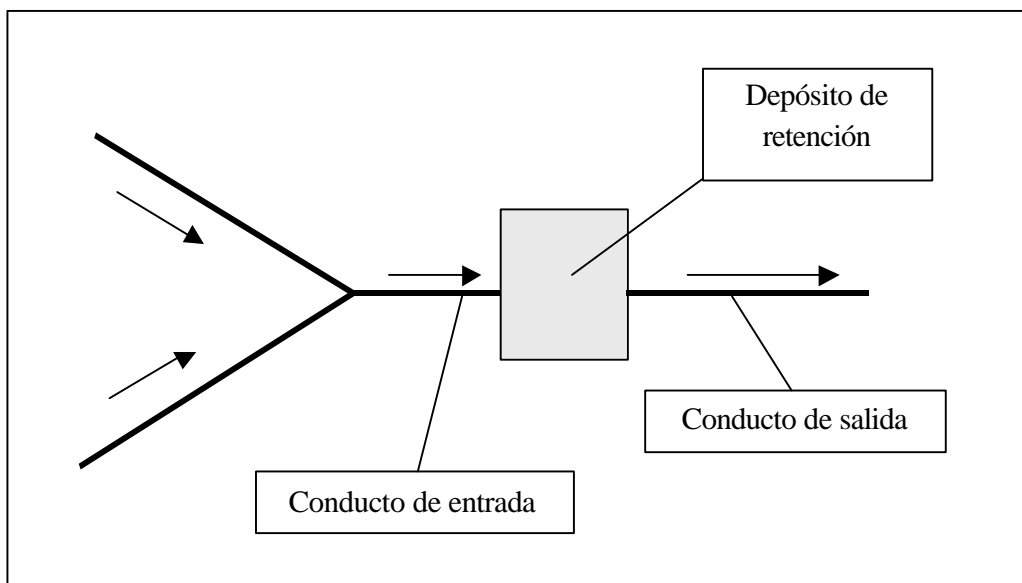 Depósito de
retención
Conducto de salida
Conducto de entrada